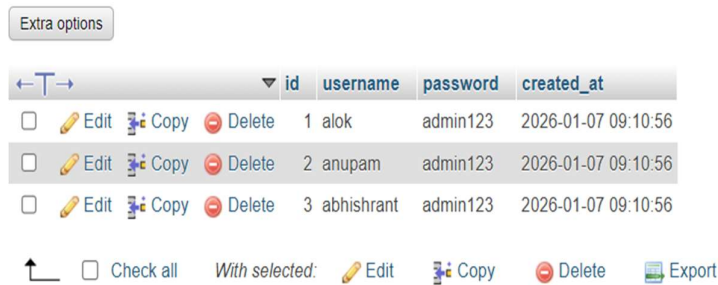 Extra options
id username password created_at
Edit Copy Delete 1 alok admin123 2026-01-07 09:10:56
Edit Copy Delete 2 anupam admin123 2026-01-07 09:10:56
Edit Copy Delete 3 abhishrant admin123 2026-01-07 09:10:56
Check all With selected: Edit Copy Delete Export